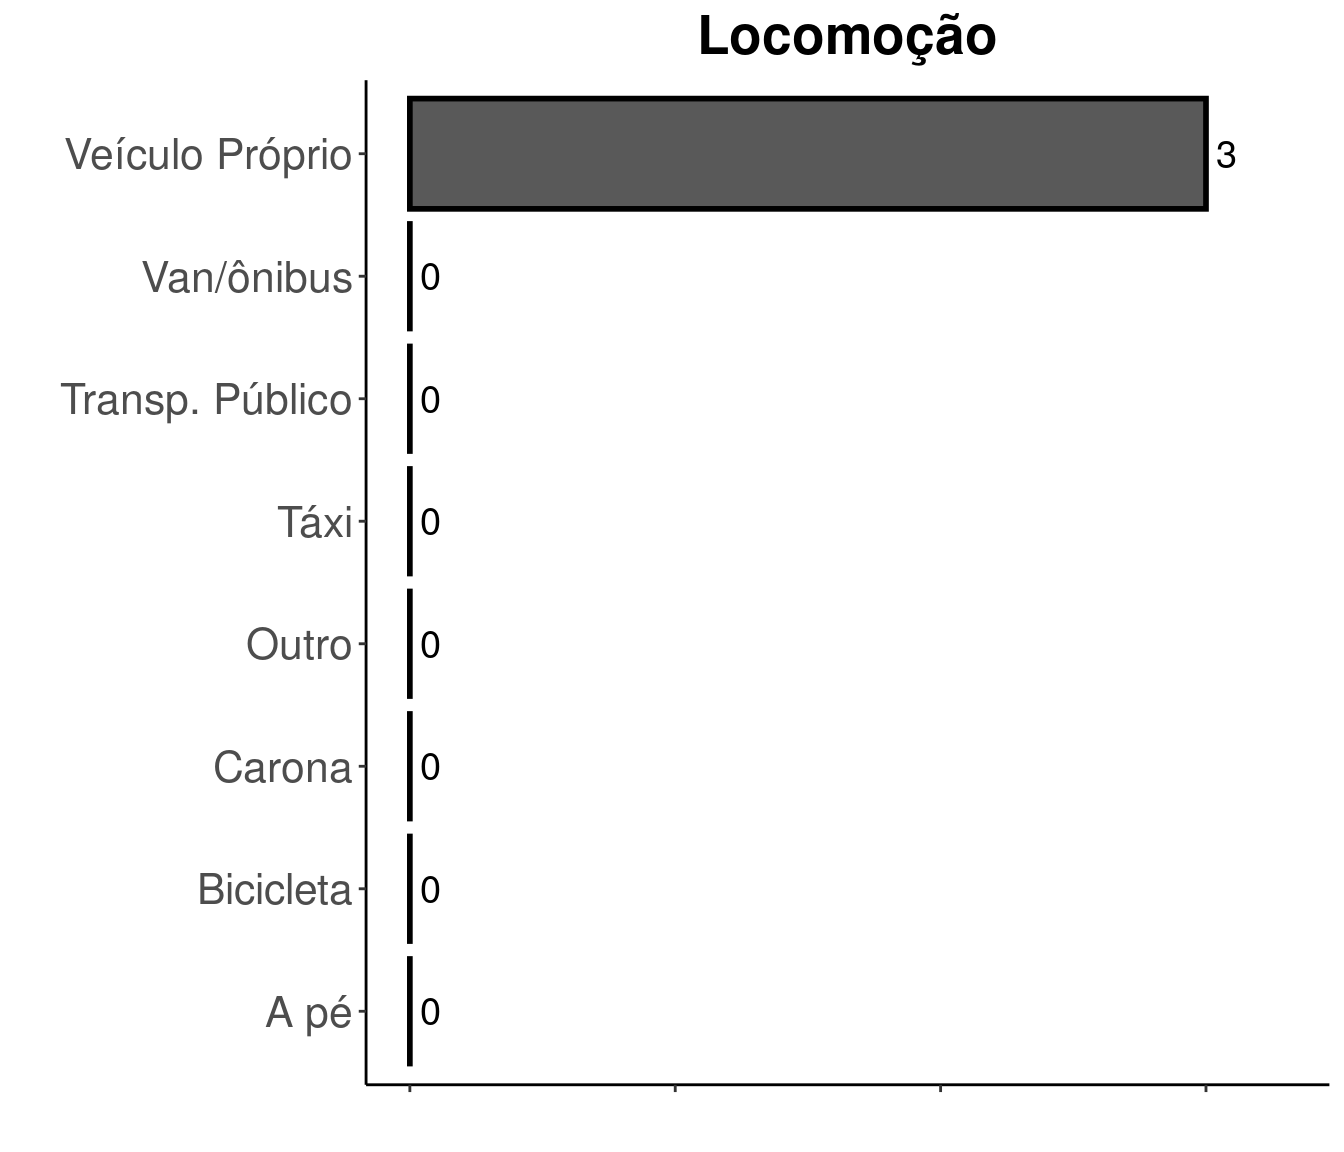 Locomoção
Veículo Próprio 3
Van/ônibus 0
Transp. Público 0
Táxi 0
Outro 0
Carona 0
Bicicleta 0
A pé 0